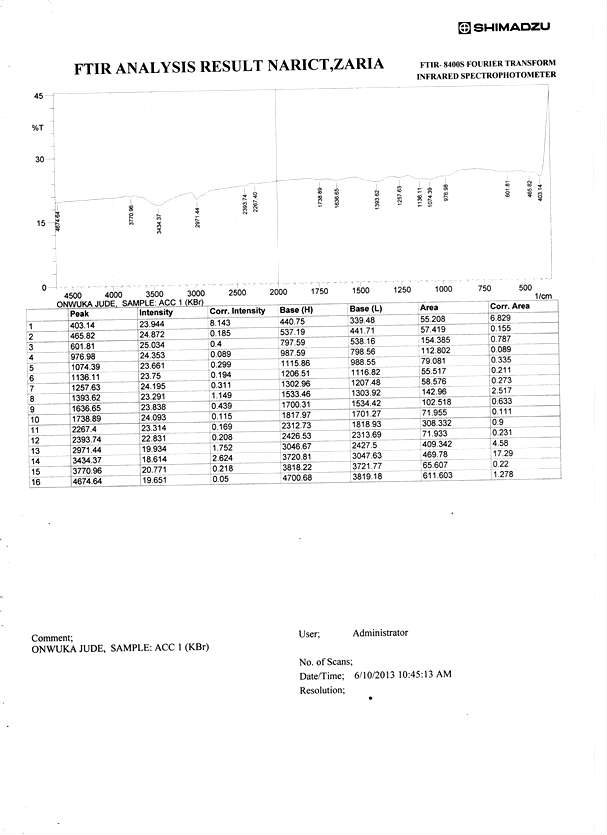 SHIMADZU
FTIR ANALYSIS RESULT NARICT,ZARIA
FTIR- 8400S FOURIER TRANSFORM
INFRARED SPECTROPHOTOMETER
45
%T
30
15
0
4674.64
3770.96
3434.37
2971.44
2393.74
2267.40
1738.89
1636.65
1393.62
1257.63
1136.11
1074.39
976.98
601.81
465.82
403.14
4500 4000 3500 3000 2500 2000 1750 1500 1250 1000 750 500
1/cm
ONWUKA JUDE, SAMPLE: ACC 1 (KBr)
Peak Intensity Corr. Intensity Base (H) Base (L) Area Corr. Area
1 403.14 23.944 8.143 440.75 339.48 55.208 6.829
2 465.82 24.872 0.185 537.19 441.71 57.419 0.155
3 601.81 25.034 0.4 797.59 538.16 154.385 0.787
4 976.98 24.353 0.089 987.59 798.56 112.802 0.089
5 1074.39 23.661 0.299 1115.86 988.55 79.081 0.335
6 1136.11 23.75 0.194 1206.51 1116.82 55.517 0.211
7 1257.63 24.195 0.311 1302.96 1207.48 58.576 0.273
8 1393.62 23.291 1.149 1533.46 1303.92 142.96 2.517
9 1636.65 23.838 0.439 1700.31 1534.42 102.518 0.633
10 1738.89 24.093 0.115 1817.97 1701.27 71.955 0.111
11 2267.4 23.314 0.169 2312.73 1818.93 308.332 0.9
12 2393.74 22.831 0.208 2426.53 2313.69 71.933 0.231
13 2971.44 19.934 1.752 3046.67 2427.5 409.342 4.58
14 3434.37 18.614 2.624 3720.81 3047.63 469.78 17.29
15 3770.96 20.771 0.218 3818.22 3721.77 65.607 0.22
16 4674.64 19.651 0.05 4700.68 3819.18 611.603 1.278
Comment;
ONWUKA JUDE, SAMPLE: ACC 1 (KBr)
User; Administrator
No. of Scans;
Date/Time; 6/10/2013 10:45:13 AM
Resolution;